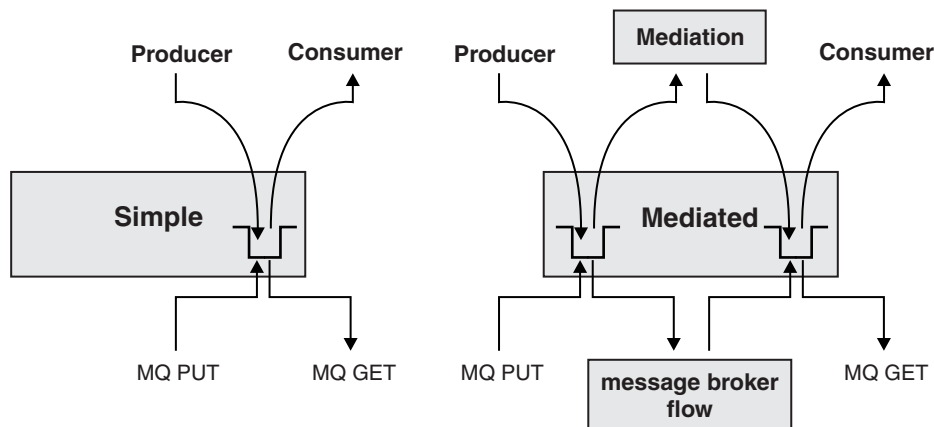 Producer
Consumer
Simple
MQ PUT
MQ GET
Producer
Mediation
Consumer
Mediated
MQ PUT
message broker
flow
MQ GET